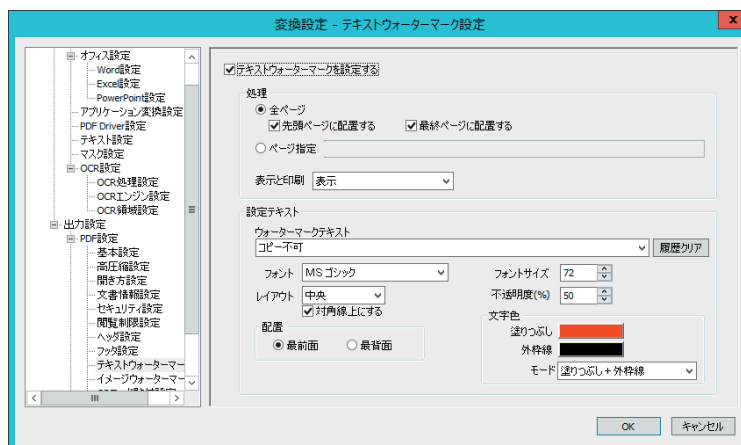 変換設定 - テキストウォーターマーク設定
x
オフィス設定
Word設定
Excel設定
PowerPoint設定
アプリケーション変換設定
PDF Driver設定
テキスト設定
マスク設定
OCR設定
OCR処理設定
OCRエンジン設定
OCR領域設定
出力設定
PDF設定
基本設定
高圧縮設定
開き方設定
文書情報設定
セキュリティ設定
閲覧制限設定
ヘッダ設定
フッタ設定
テキストウォーターマー
イメージウォーターマー
テキストウォーターマークを設定する
処理
全ページ
先頭ページに配置する 最終ページに配置する
ページ指定
表示と印刷 表示
設定テキスト
ウォーターマークテキスト
コピー不可 履歴クリア
フォント MS ゴシック フォントサイズ 72
レイアウト 中央 不透明度(%) 50
対角線上にする
配置
最前面 最背面
文字色
塗りつぶし
外枠線
モード 塗りつぶし+外枠線
OK キャンセル